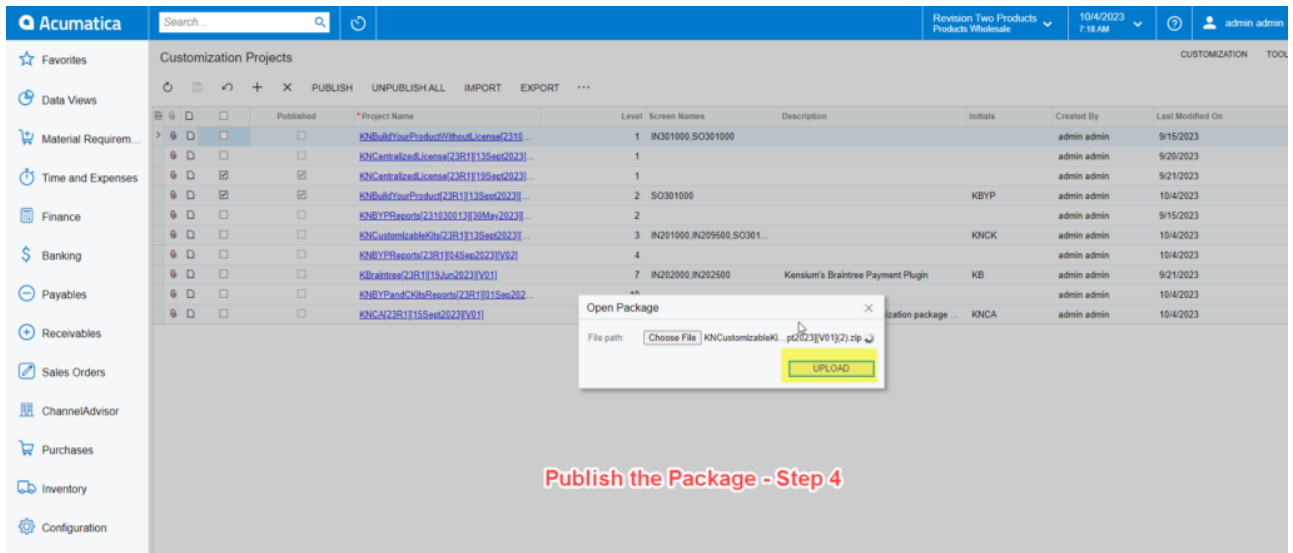 Acumatica
Search...
Revision Two Products
Products Wholesale
10/4/2023
7:18 AM
admin admin
Favorites
Data Views
Material Requirem...
Time and Expenses
Finance
Banking
Payables
Receivables
Sales Orders
ChannelAdvisor
Purchases
Inventory
Configuration
Customization Projects
CUSTOMIZATION TOOL
PUBLISH UNPUBLISH ALL IMPORT EXPORT ...
Published *Project Name Level Screen Names Description Initials Created By Last Modified On
KNBuildYourProductWithoutLicense[2310... 1 IN301000,SO301000 admin admin 9/15/2023
KNCentralizedLicense[23R1][13Sept2023]... 1 admin admin 9/20/2023
KNCentralizedLicense[23R1][19Sept2023]... 1 admin admin 9/21/2023
KNBuildYourProduct[23R1][13Sept2023][... 2 SO301000 KBYP admin admin 10/4/2023
KNBYPReports[231030013][30May2023][... 2 admin admin 9/15/2023
KNCustomizableKits[23R1][13Sept2023][... 3 IN201000,IN209500,SO301... KNCK admin admin 10/4/2023
KNBYPReports[23R1][04Sep2023][V02] 4 admin admin 10/4/2023
KBraintree[23R1][19Jun2023][V01] 7 IN202000,IN202500 Kensium's Braintree Payment Plugin KB admin admin 9/21/2023
KNBYPandCKitsReports[23R1][01Sep202... admin admin 10/4/2023
KNCA[23R1][15Sept2023][V01] ization package ... KNCA admin admin 10/4/2023
Open Package
File path: Choose File KNCustomizableKi...pt2023][V01](2).zip
UPLOAD
Publish the Package - Step 4